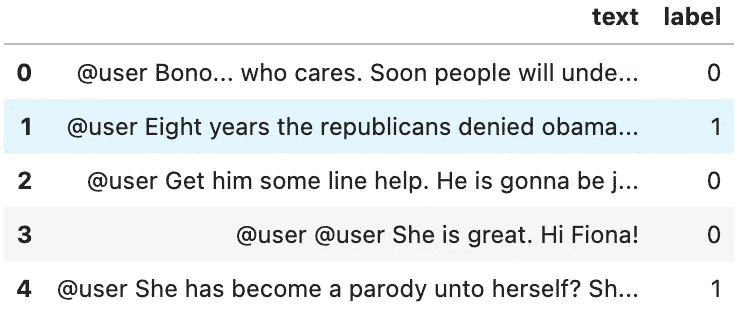 text label
0 @user Bono... who cares. Soon people will unde... 0
1 @user Eight years the republicans denied obama... 1
2 @user Get him some line help. He is gonna be j... 0
3 @user @user She is great. Hi Fiona! 0
4 @user She has become a parody unto herself? Sh... 1